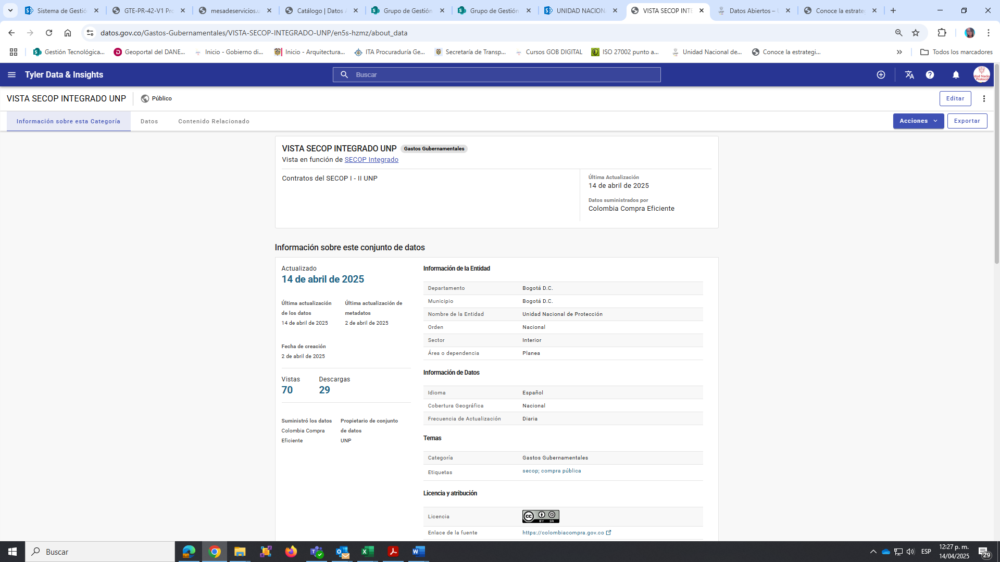 Sistema de Gestió
GTE-PR-42-V1 Pro
mesadeservicios.u
Catálogo | Datos A
Grupo de Gestión
Grupo de Gestión
UNIDAD NACION
VISTA SECOP INTE
Datos Abiertos – U
Conoce la estrate
datos.gov.co/Gastos-Gubernamentales/VISTA-SECOP-INTEGRADO-UNP/en5s-hzmz/about_data
Gestión Tecnológica...
Geoportal del DANE...
Inicio - Gobierno di...
Inicio - Arquitectura...
ITA Procuraduría Ge...
Secretaría de Transp...
Cursos GOB DIGITAL
ISO 27002 punto a...
Unidad Nacional de...
Conoce la estrategi...
Todos los marcadores
Tyler Data & Insights
Buscar
VISTA SECOP INTEGRADO UNP
Público
Editar
Información sobre esta Categoría
Datos
Contenido Relacionado
Acciones
Exportar
VISTA SECOP INTEGRADO UNP
Gastos Gubernamentales
Vista en función de SECOP Integrado
Contratos del SECOP I - II UNP
Última Actualización
14 de abril de 2025
Datos suministrados por
Colombia Compra Eficiente
Información sobre este conjunto de datos
Actualizado
14 de abril de 2025
Última actualización
de los datos
14 de abril de 2025
Última actualización de
metadatos
2 de abril de 2025
Fecha de creación
2 de abril de 2025
Vistas
70
Descargas
29
Suministró los datos
Colombia Compra
Eficiente
Propietario de conjunto
de datos
UNP
Información de la Entidad
Departamento Bogotá D.C.
Municipio Bogotá D.C.
Nombre de la Entidad Unidad Nacional de Protección
Orden Nacional
Sector Interior
Área o dependencia Planea
Información de Datos
Idioma Español
Cobertura Geográfica Nacional
Frecuencia de Actualización Diaria
Temas
Categoría Gastos Gubernamentales
Etiquetas secop; compra pública
Licencia y atribución
Licencia
cc BY SA
Enlace de la fuente https://colombiacompra.gov.co
Buscar
ESP
12:27 p. m.
14/04/2025
29